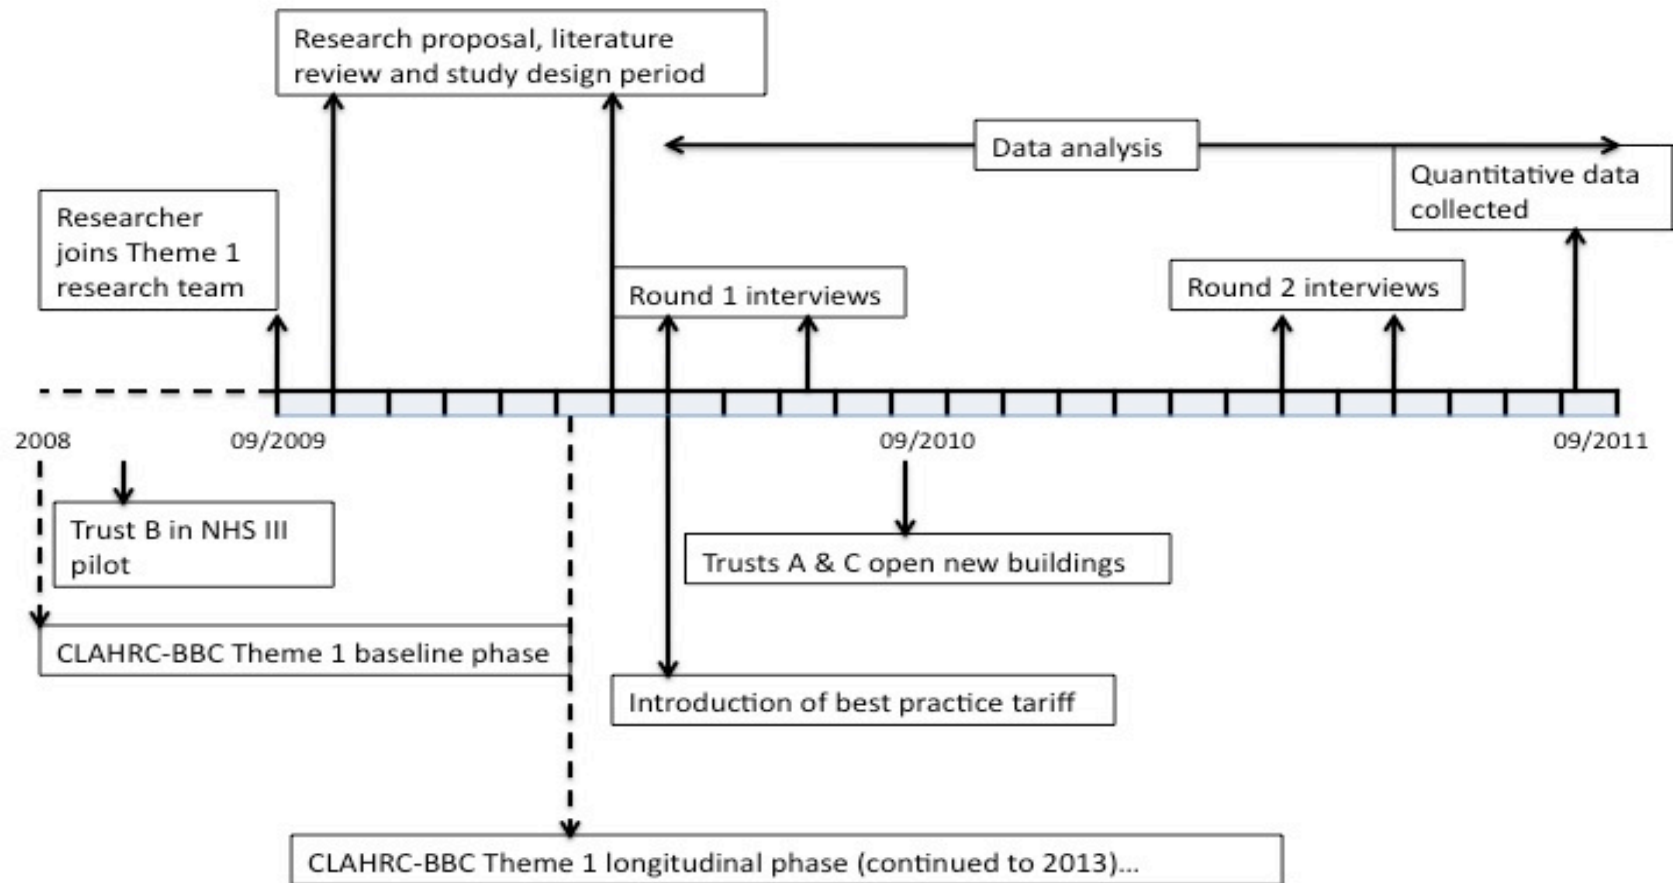 Research proposal, literature
review and study design period
Data analysis
Quantitative data
collected
Researcher
joins Theme 1
research team
Round 1 interviews
Round 2 interviews
2008
09/2009
09/2010
09/2011
Trust B in NHS III
pilot
Trusts A & C open new buildings
CLAHRC-BBC Theme 1 baseline phase
Introduction of best practice tariff
CLAHRC-BBC Theme 1 longitudinal phase (continued to 2013)...